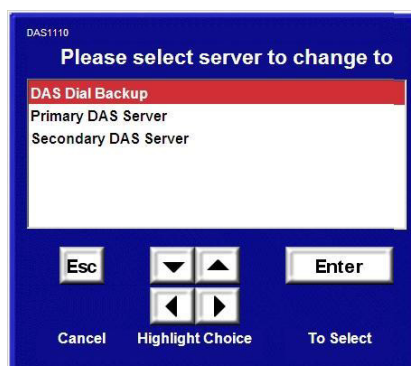 DAS1110
Please select server to change to
DAS Dial Backup
Primary DAS Server
Secondary DAS Server
Esc
Enter
Cancel
Highlight Choice
To Select